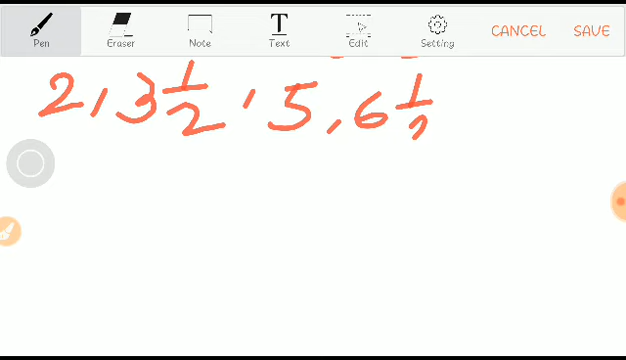 Pen Eraser Note Text Edit Setting CANCEL SAVE
2, 3 1/2, 5, 6 1/2